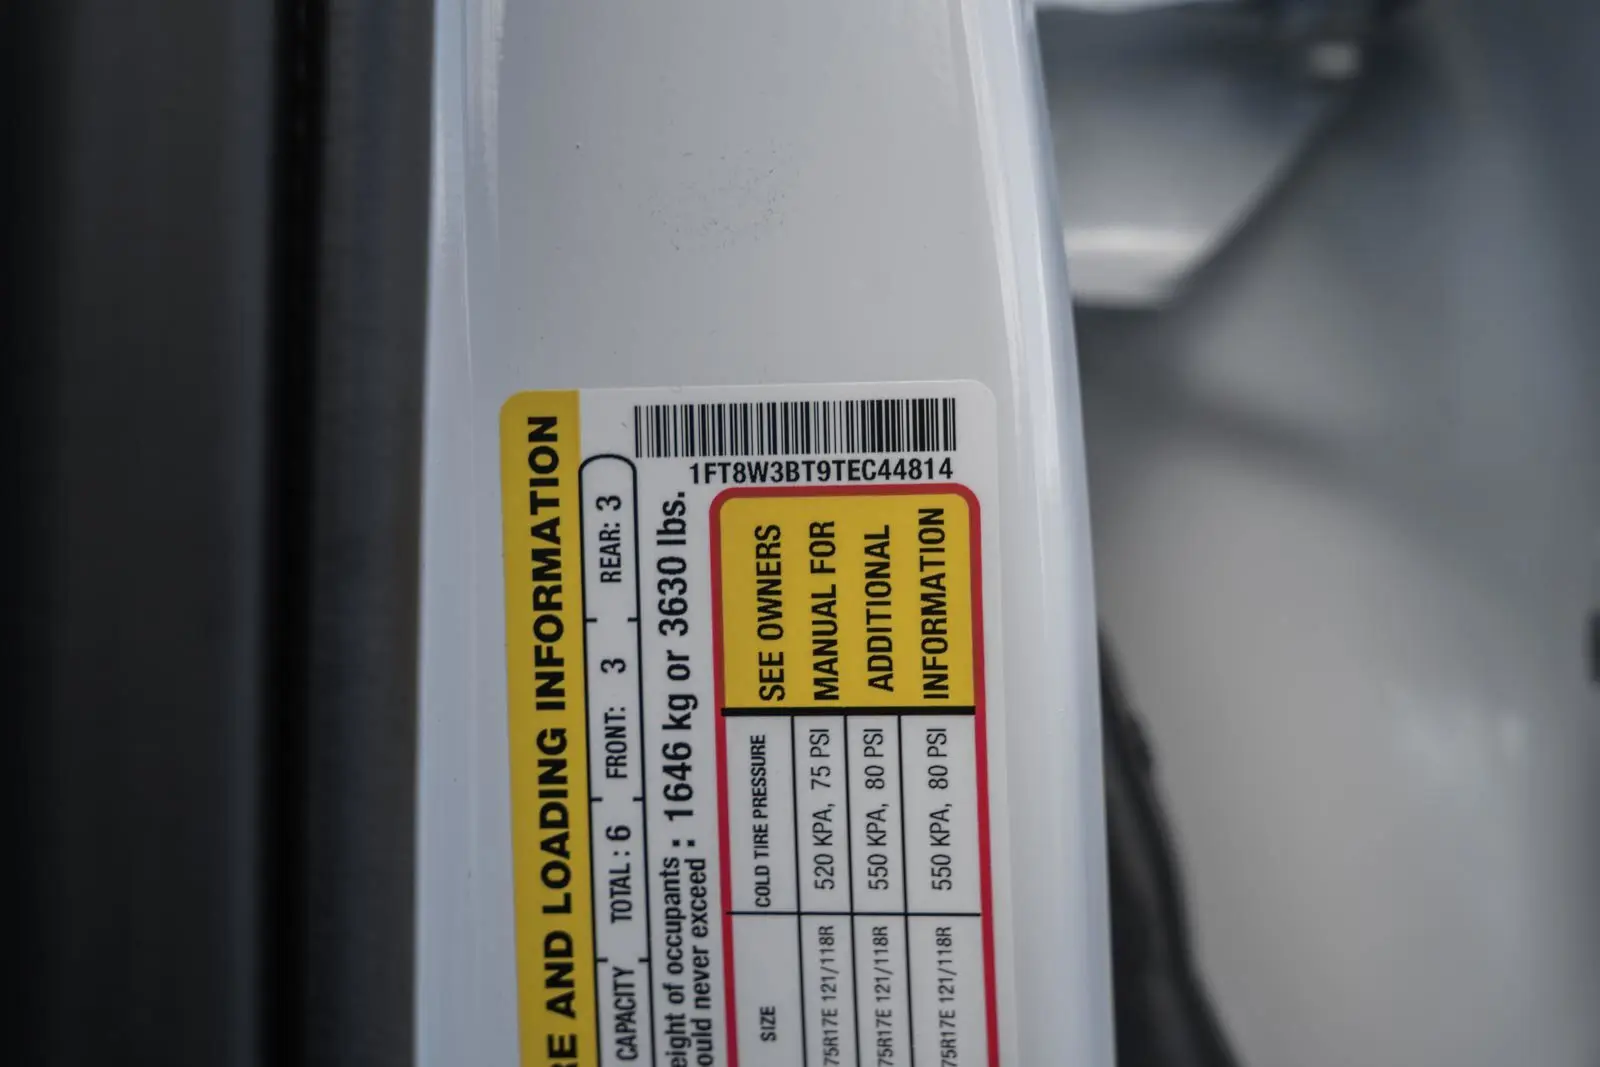 1FT8W3BT9TEC44814
RE AND LOADING INFORMATION
CAPACITY TOTAL : 6 FRONT: 3 REAR: 3
eight of occupants : 1646 kg or 3630 lbs.
ould never exceed :
SIZE COLD TIRE PRESSURE
75R17E 121/118R 520 KPA, 75 PSI
75R17E 121/118R 550 KPA, 80 PSI
75R17E 121/118R 550 KPA, 80 PSI
SEE OWNERS
MANUAL FOR
ADDITIONAL
INFORMATION